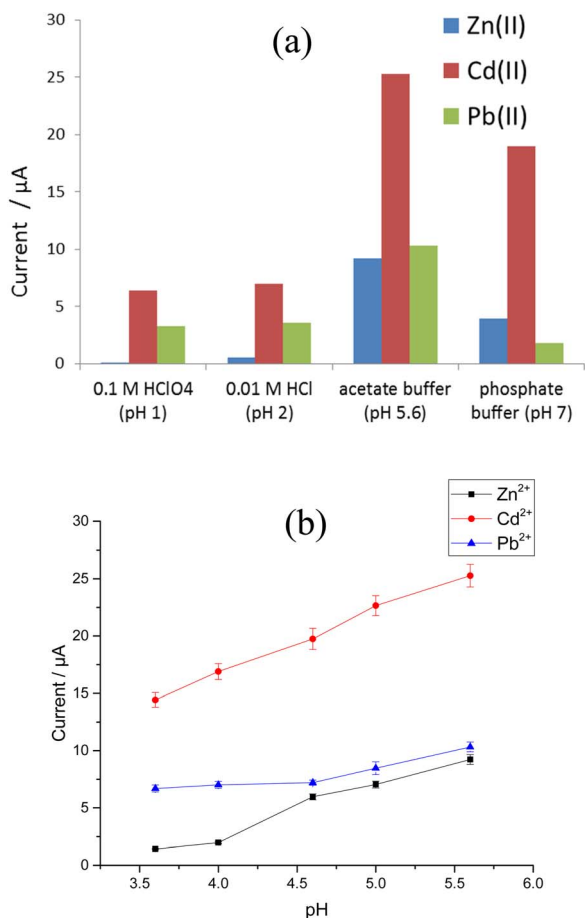 (a)
Zn(II)
Cd(II)
Pb(II)
Current / µA
30
25
20
15
10
5
0
0.1 M HClO4 0.01 M HCl acetate buffer phosphate
(pH 1) (pH 2) (pH 5.6) buffer (pH 7)
(b)
Zn2+
Cd2+
Pb2+
Current / µA
30
25
20
15
10
5
0
3.5 4.0 4.5 5.0 5.5 6.0
pH